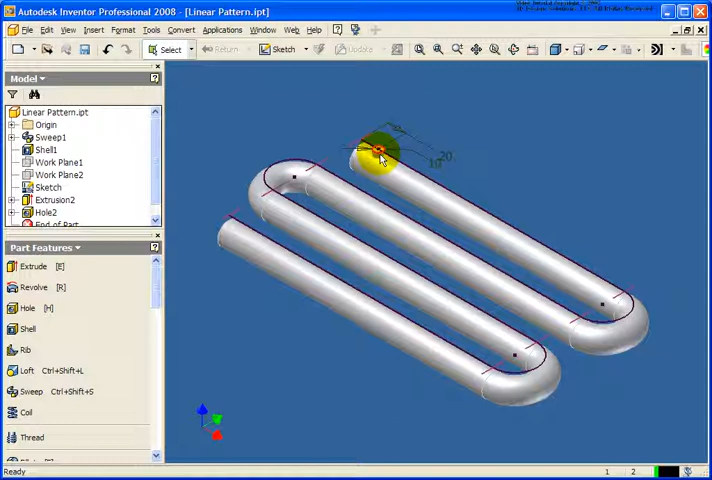 Autodesk Inventor Professional 2008 - [Linear Pattern.ipt]
File Edit View Insert Format Tools Convert Applications Window Web Help
Select Return Sketch Update
Model
Linear Pattern.ipt
Origin
Sweep1
Shell1
Work Plane1
Work Plane2
Sketch
Extrusion2
Hole2
End of Part
Part Features
Extrude [E]
Revolve [R]
Hole [H]
Shell
Rib
Loft Ctrl+Shift+L
Sweep Ctrl+Shift+S
Coil
Thread
20
10
Ready 1 2